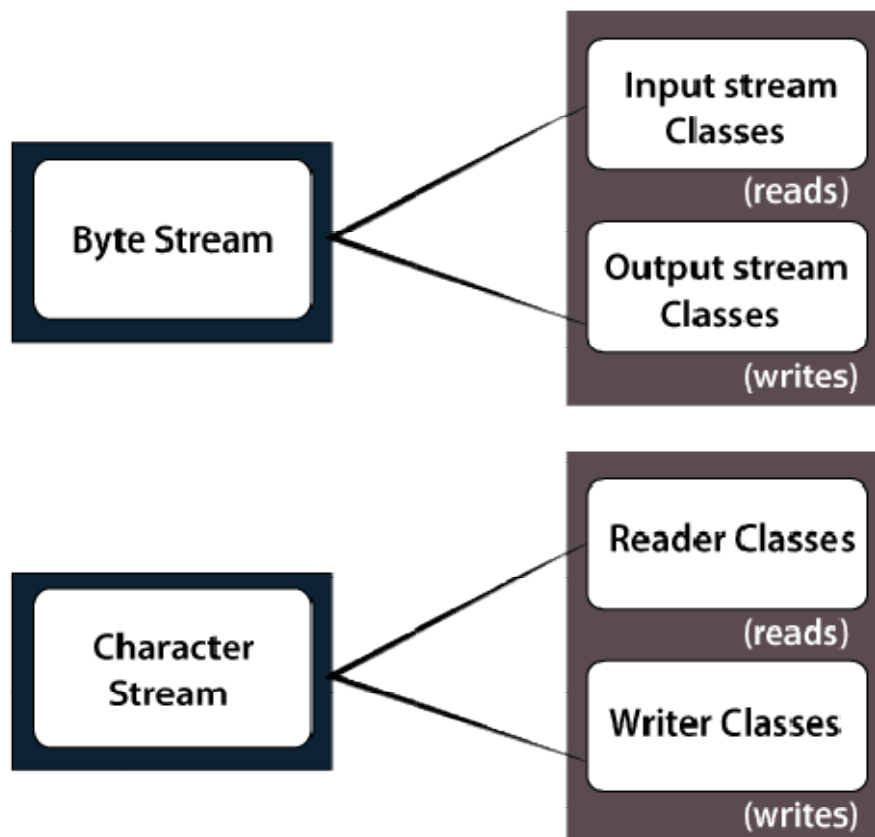 Byte Stream
Input stream
Classes
(reads)
Output stream
Classes
(writes)
Character
Stream
Reader Classes
(reads)
Writer Classes
(writes)